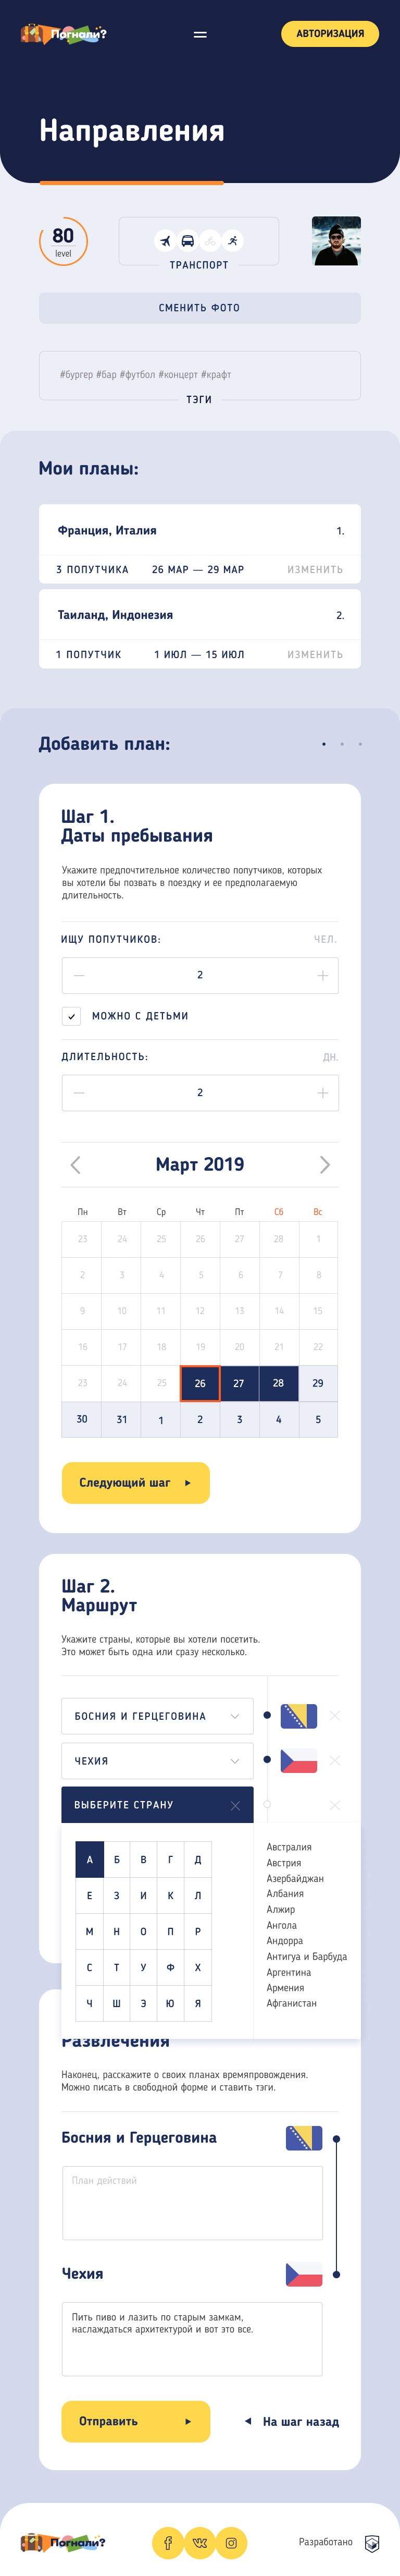 Погнали?
АВТОРИЗАЦИЯ
Направления
80
level
ТРАНСПОРТ
СМЕНИТЬ ФОТО
#бургер #бар #футбол #концерт #крафт
ТЭГИ
Мои планы:
Франция, Италия 1.
3 ПОПУТЧИКА 26 МАР — 29 МАР ИЗМЕНИТЬ
Таиланд, Индонезия 2.
1 ПОПУТЧИК 1 ИЮЛ — 15 ИЮЛ ИЗМЕНИТЬ
Добавить план:
Шаг 1.
Даты пребывания
Укажите предпочтительное количество попутчиков, которых
вы хотели бы позвать в поездку и ее предполагаемую
длительность.
ИЩУ ПОПУТЧИКОВ: ЧЕЛ.
2
МОЖНО С ДЕТЬМИ
ДЛИТЕЛЬНОСТЬ: ДН.
2
Март 2019
Пн Вт Ср Чт Пт Сб Вс
23 24 25 26 27 28 1
2 3 4 5 6 7 8
9 10 11 12 13 14 15
16 17 18 19 20 21 22
23 24 25 26 27 28 29
30 31 1 2 3 4 5
Следующий шаг
Шаг 2.
Маршрут
Укажите страны, которые вы хотели посетить.
Это может быть одна или сразу несколько.
БОСНИЯ И ГЕРЦЕГОВИНА
ЧЕХИЯ
ВЫБЕРИТЕ СТРАНУ
А Б В Г Д
Е З И К Л
М Н О П Р
С Т У Ф Х
Ч Ш Э Ю Я
Австралия
Австрия
Азербайджан
Албания
Алжир
Ангола
Андорра
Антигуа и Барбуда
Аргентина
Армения
Афганистан
Развлечения
Наконец, расскажите о своих планах времяпровождения.
Можно писать в свободной форме и ставить тэги.
Босния и Герцеговина
План действий
Чехия
Пить пиво и лазить по старым замкам,
наслаждаться архитектурой и вот это все.
Отправить На шаг назад
Погнали? Разработано